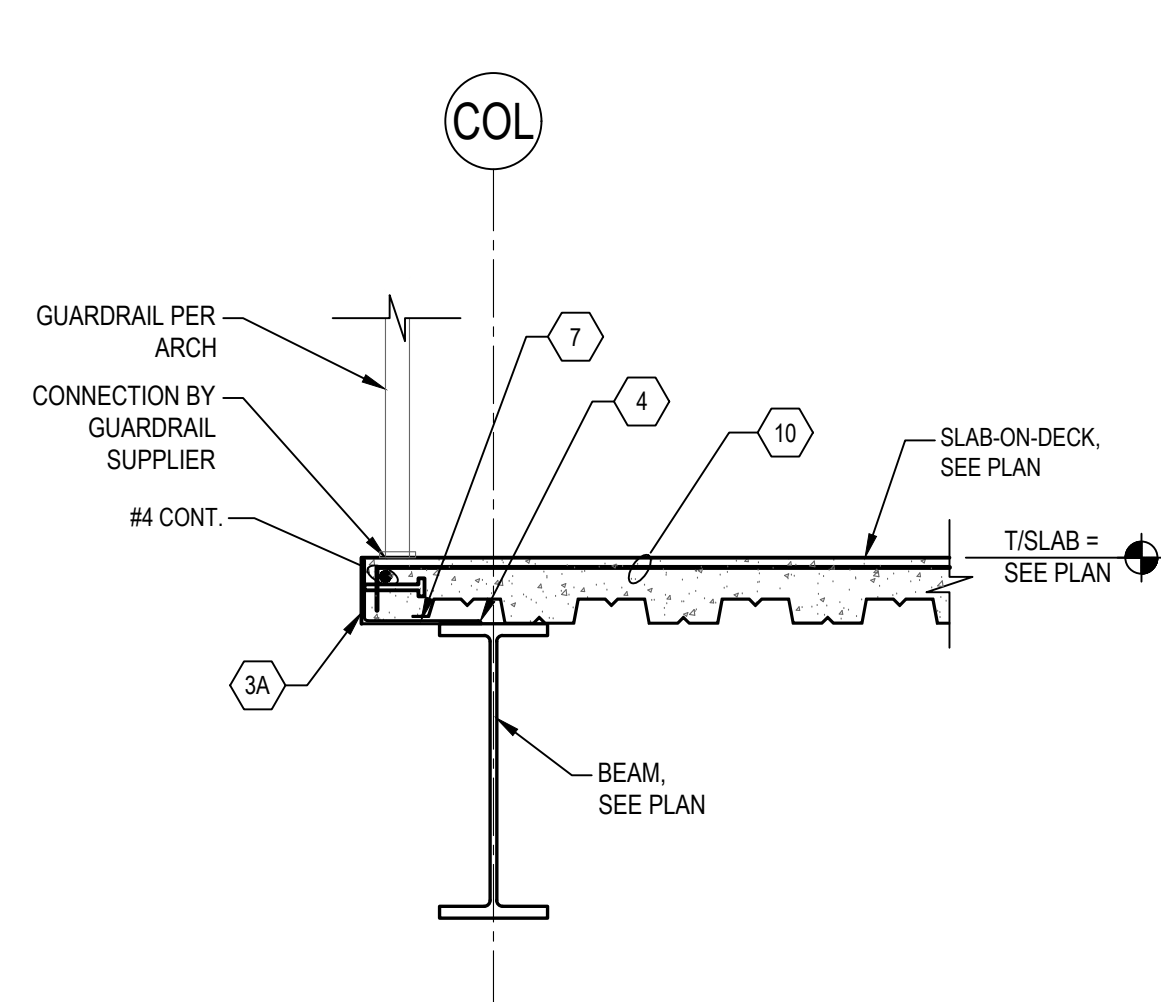 COL
GUARDRAIL PER
ARCH
7
CONNECTION BY
GUARDRAIL
SUPPLIER
4
10
SLAB-ON-DECK,
SEE PLAN
#4 CONT.
T/SLAB =
SEE PLAN
3A
BEAM,
SEE PLAN